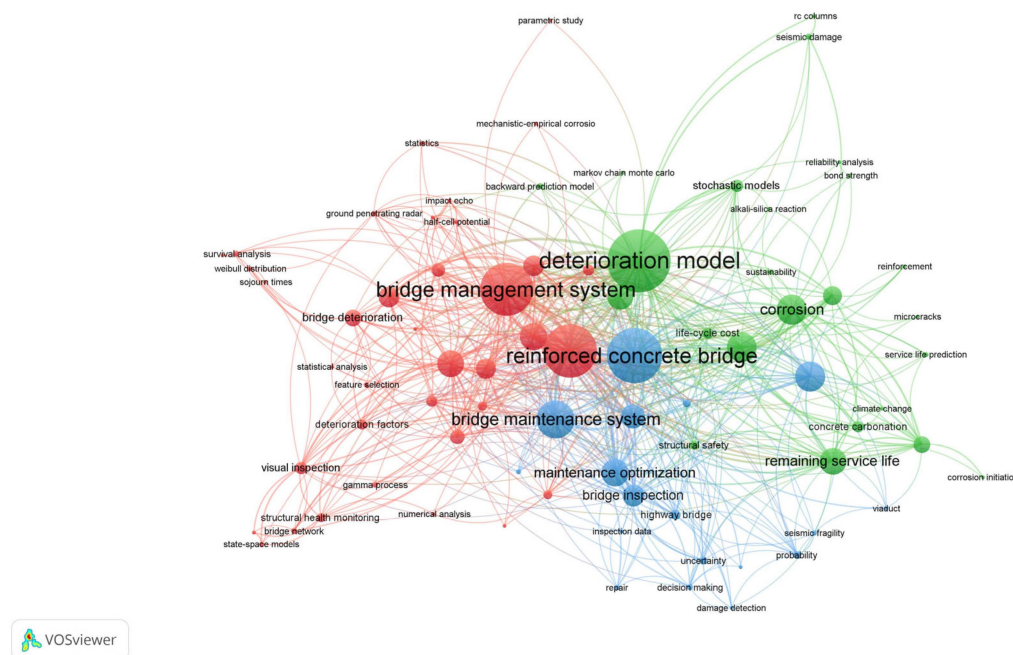 parametric study
rc columns
seismic damage
mechanistic-empirical corrosio
statistics
reliability analysis
markov chain monte carlo
bond strength
backward prediction model
stochastic models
impact echo
ground penetrating radar
alkali-silica reaction
half-cell-potential
survival analysis
deterioration model
weibull distribution
sustainability
reinforcement
sojourn times
bridge management system
corrosion
bridge deterioration
microcracks
life-cycle cost
reinforced concrete bridge
service life prediction
statistical analysis
feature selection
climate change
bridge maintenance system
deterioration factors
concrete carbonation
structural safety
visual inspection
remaining service life
maintenance optimization
corrosion initiatio
gamma process
bridge inspection
viaduct
structural health monitoring
numerical analysis
highway bridge
bridge network
inspection data
seismic fragility
state-space models
probability
uncertainty
repair
decision making
damage detection
VOSviewer